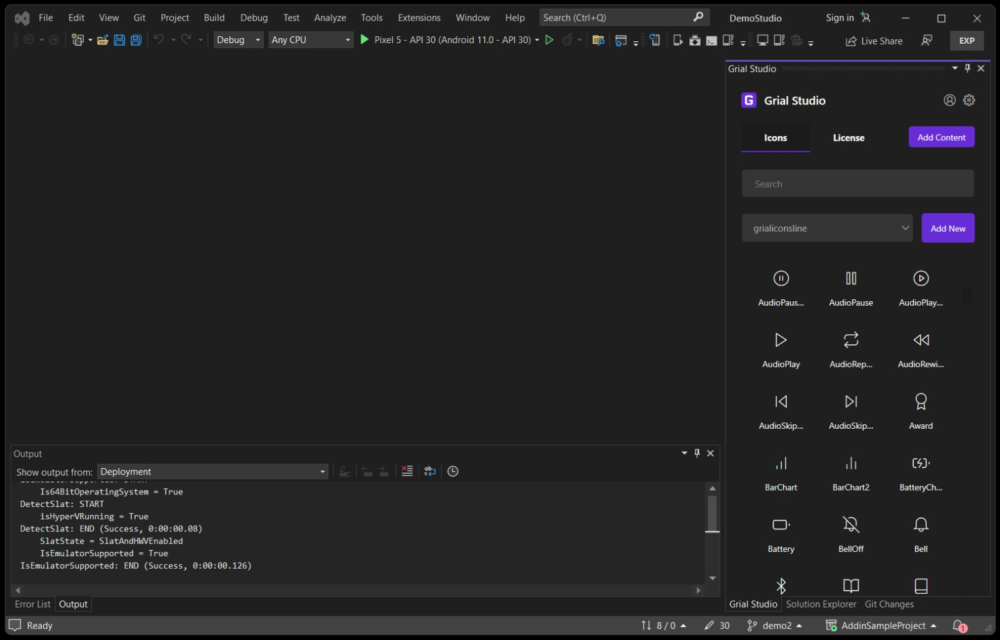 File Edit View Git Project Build Debug Test Analyze Tools Extensions Window Help Search (Ctrl+Q) DemoStudio Sign in
Debug Any CPU Pixel 5 - API 30 (Android 11.0 - API 30) Live Share EXP
Grial Studio
G Grial Studio
Icons License Add Content
Search
grialiconsline Add New
AudioPaus... AudioPause AudioPlay...
AudioPlay AudioRep... AudioRewi...
AudioSkip... AudioSkip... Award
BarChart BarChart2 BatteryCh...
Battery BellOff Bell
Output
Show output from: Deployment
IsEmulatorSupported: START
Is64BitOperatingSystem = True
DetectSlat: START
isHyperVRunning = True
DetectSlat: END (Success, 0:00:00.08)
SlatState = SlatAndHWVEnabled
IsEmulatorSupported = True
IsEmulatorSupported: END (Success, 0:00:00.126)
Error List Output
Grial Studio Solution Explorer Git Changes
Ready 8 / 0 30 demo2 AddinSampleProject 1